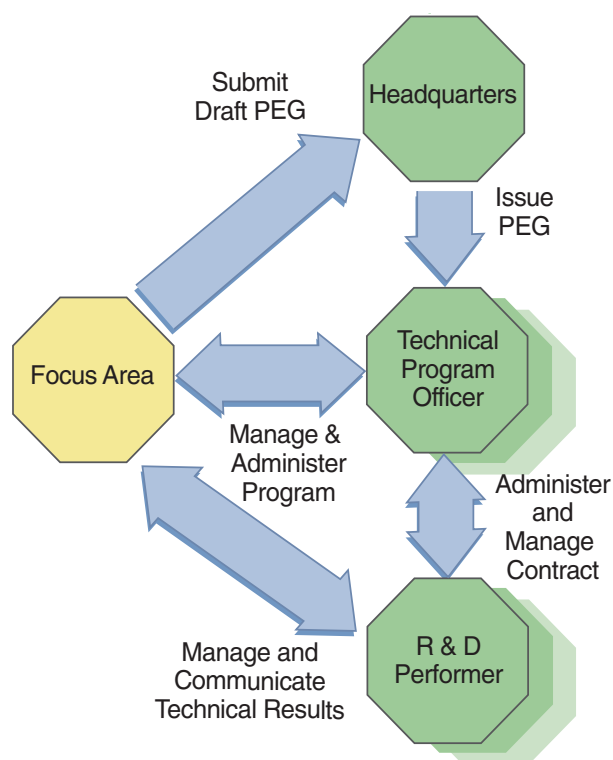 Submit
Draft PEG
Headquarters
Issue
PEG
Focus Area
Technical
Program
Officer
Manage &
Administer
Program
Administer
and
Manage
Contract
R & D
Performer
Manage and
Communicate
Technical Results